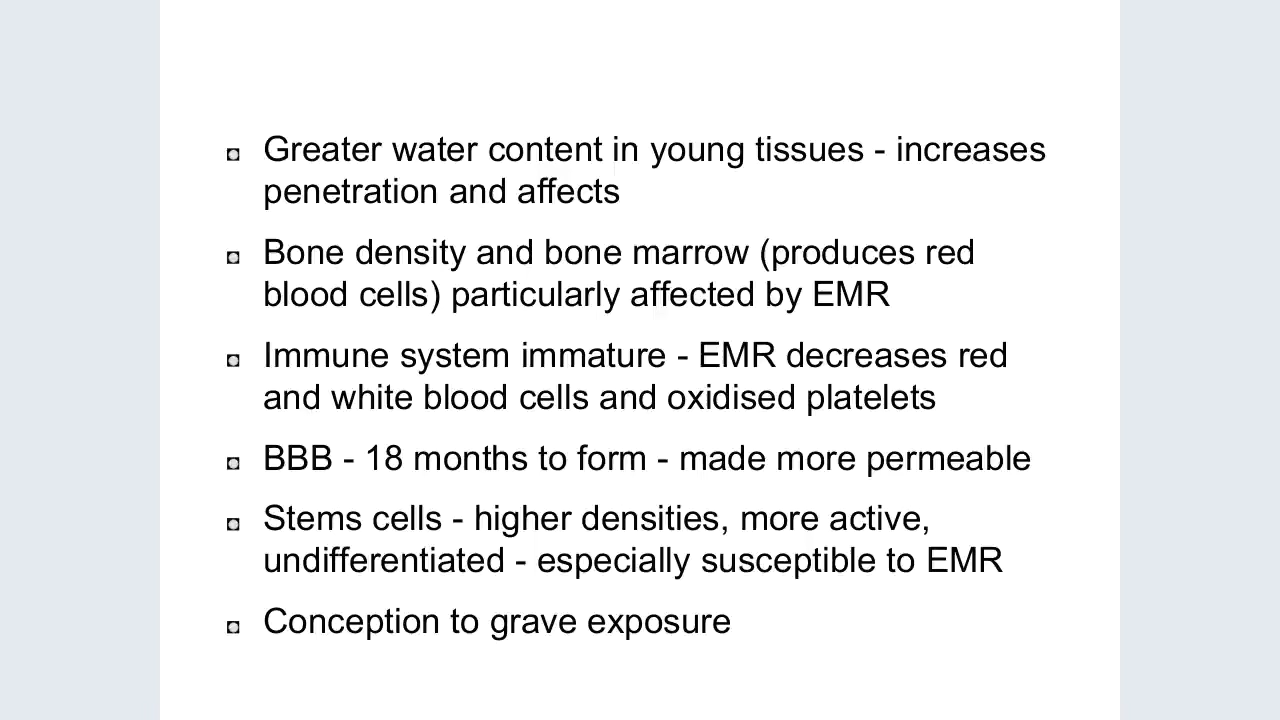 Greater water content in young tissues - increases
penetration and affects
Bone density and bone marrow (produces red
blood cells) particularly affected by EMR
Immune system immature - EMR decreases red
and white blood cells and oxidised platelets
BBB - 18 months to form - made more permeable
Stems cells - higher densities, more active,
undifferentiated - especially susceptible to EMR
Conception to grave exposure